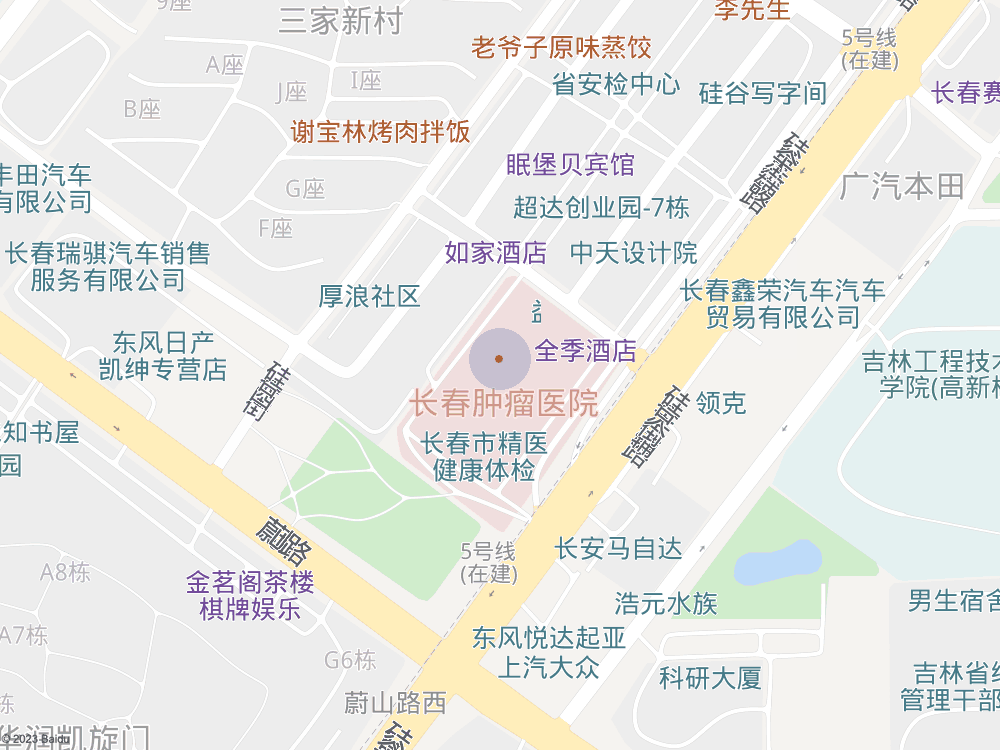 9座
三家新村
李先生
5号线
(在建)
老爷子原味蒸饺
A座
I座
J座
省安检中心
硅谷写字间
长春赛
B座
谢宝林烤肉拌饭
眠堡贝宾馆
丰田汽车
有限公司
G座
广汽本田
超达创业园-7栋
F座
长春瑞骐汽车销售
服务有限公司
如家酒店
中天设计院
厚浪社区
长春鑫荣汽车汽车
贸易有限公司
东风日产
凯绅专营店
全季酒店
吉林工程技术
学院(高新校
长春肿瘤医院
领克
知书屋
园
长春市精医
健康体检
5号线
(在建)
长安马自达
A8栋
金茗阁茶楼
棋牌娱乐
浩元水族
男生宿舍
A7栋
东风悦达起亚
上汽大众
G6栋
科研大厦
吉林省经
管理干部
栋
蔚山路西
华润凯旋门
© 2023 Baidu